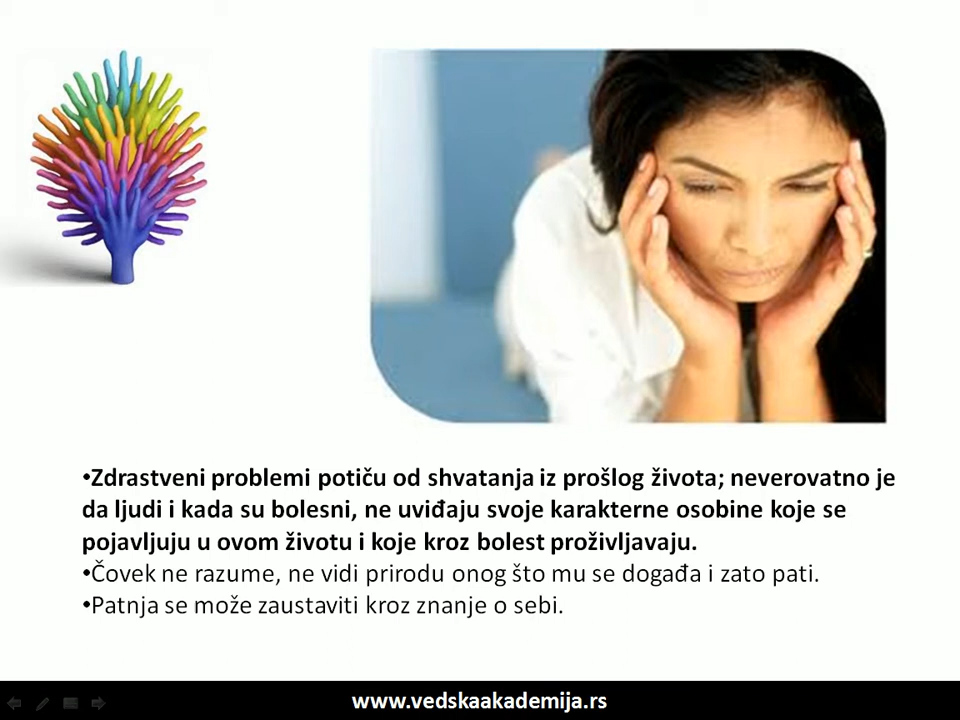 •Zdrastveni problemi potiču od shvatanja iz prošlog života; neverovatno je
da ljudi i kada su bolesni, ne uviđaju svoje karakterne osobine koje se
pojavljuju u ovom životu i koje kroz bolest proživljavaju.
•Čovek ne razume, ne vidi prirodu onog što mu se događa i zato pati.
•Patnja se može zaustaviti kroz znanje o sebi.
www.vedskaakademija.rs